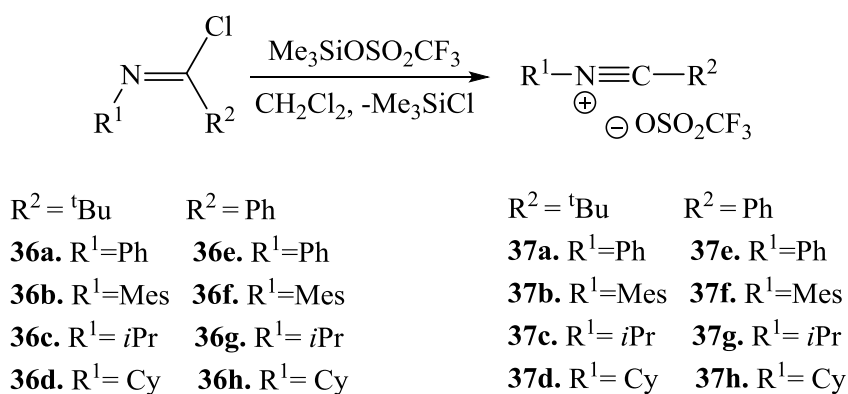 Cl
N
R¹
R²
Me₃SiOSO₂CF₃
CH₂Cl₂, -Me₃SiCl
R¹—N≡C—R²
⊕
⊖ OSO₂CF₃
R² = ᵗBu R² = Ph R² = ᵗBu R² = Ph
36a. R¹=Ph 36e. R¹=Ph 37a. R¹=Ph 37e. R¹=Ph
36b. R¹=Mes 36f. R¹=Mes 37b. R¹=Mes 37f. R¹=Mes
36c. R¹= iPr 36g. R¹= iPr 37c. R¹= iPr 37g. R¹= iPr
36d. R¹= Cy 36h. R¹= Cy 37d. R¹= Cy 37h. R¹= Cy